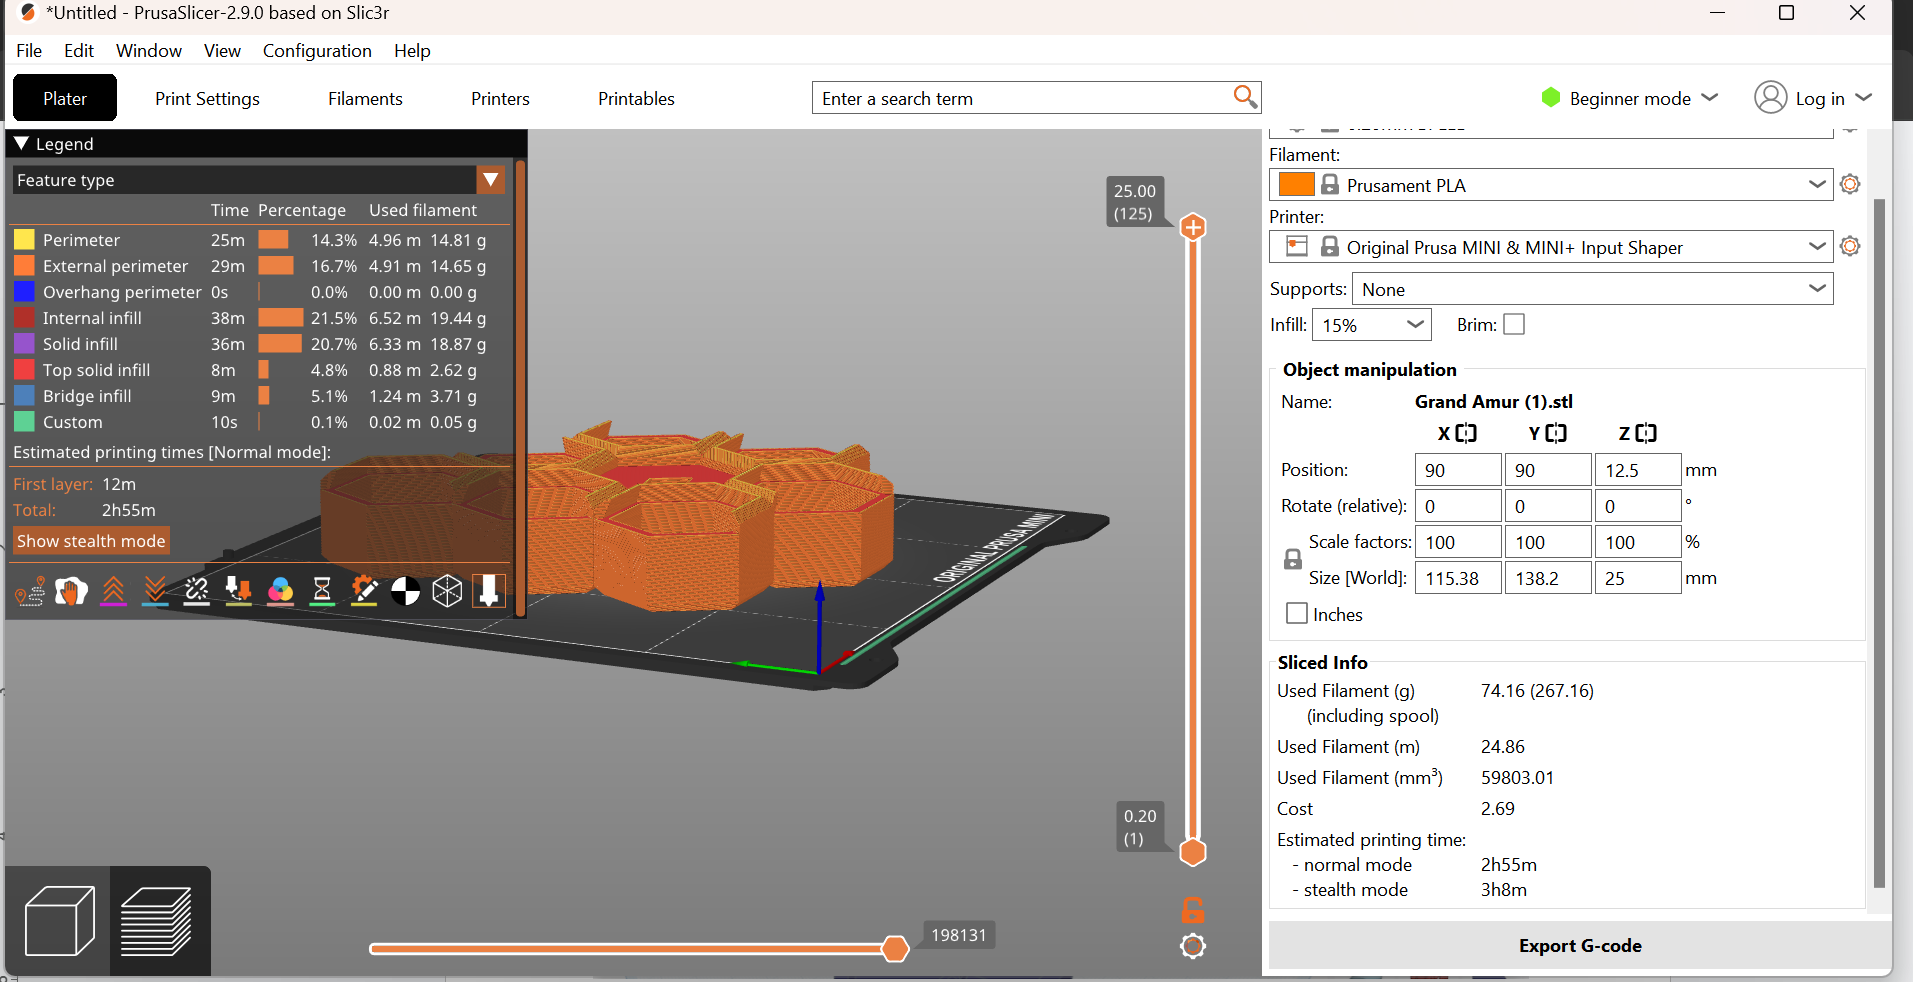 *Untitled - PrusaSlicer-2.9.0 based on Slic3r
File Edit Window View Configuration Help
Plater Print Settings Filaments Printers Printables Enter a search term Beginner mode Log in
Legend
Feature type
Time Percentage Used filament
Perimeter 25m 14.3% 4.96 m 14.81 g
External perimeter 29m 16.7% 4.91 m 14.65 g
Overhang perimeter 0s 0.0% 0.00 m 0.00 g
Internal infill 38m 21.5% 6.52 m 19.44 g
Solid infill 36m 20.7% 6.33 m 18.87 g
Top solid infill 8m 4.8% 0.88 m 2.62 g
Bridge infill 9m 5.1% 1.24 m 3.71 g
Custom 10s 0.1% 0.02 m 0.05 g
Estimated printing times [Normal mode]:
First layer: 12m
Total: 2h55m
Show stealth mode
25.00
(125)
ORIGINAL PRUSA MINI
0.20
(1)
198131
Filament:
Prusament PLA
Printer:
Original Prusa MINI & MINI+ Input Shaper
Supports: None
Infill: 15% Brim:
Object manipulation
Name: Grand Amur (1).stl
X Y Z
Position: 90 90 12.5 mm
Rotate (relative): 0 0 0 °
Scale factors: 100 100 100 %
Size [World]: 115.38 138.2 25 mm
Inches
Sliced Info
Used Filament (g) 74.16 (267.16)
(including spool)
Used Filament (m) 24.86
Used Filament (mm³) 59803.01
Cost 2.69
Estimated printing time:
- normal mode 2h55m
- stealth mode 3h8m
Export G-code